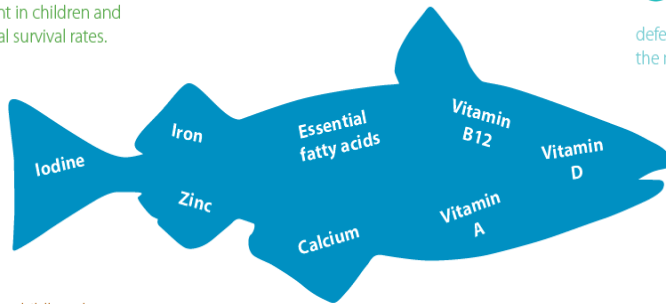 nt in children and
al survival rates.
defe
the
Iodine
Iron
Zinc
Essential
fatty acids
Calcium
Vitamin
B12
Vitamin
A
Vitamin
D